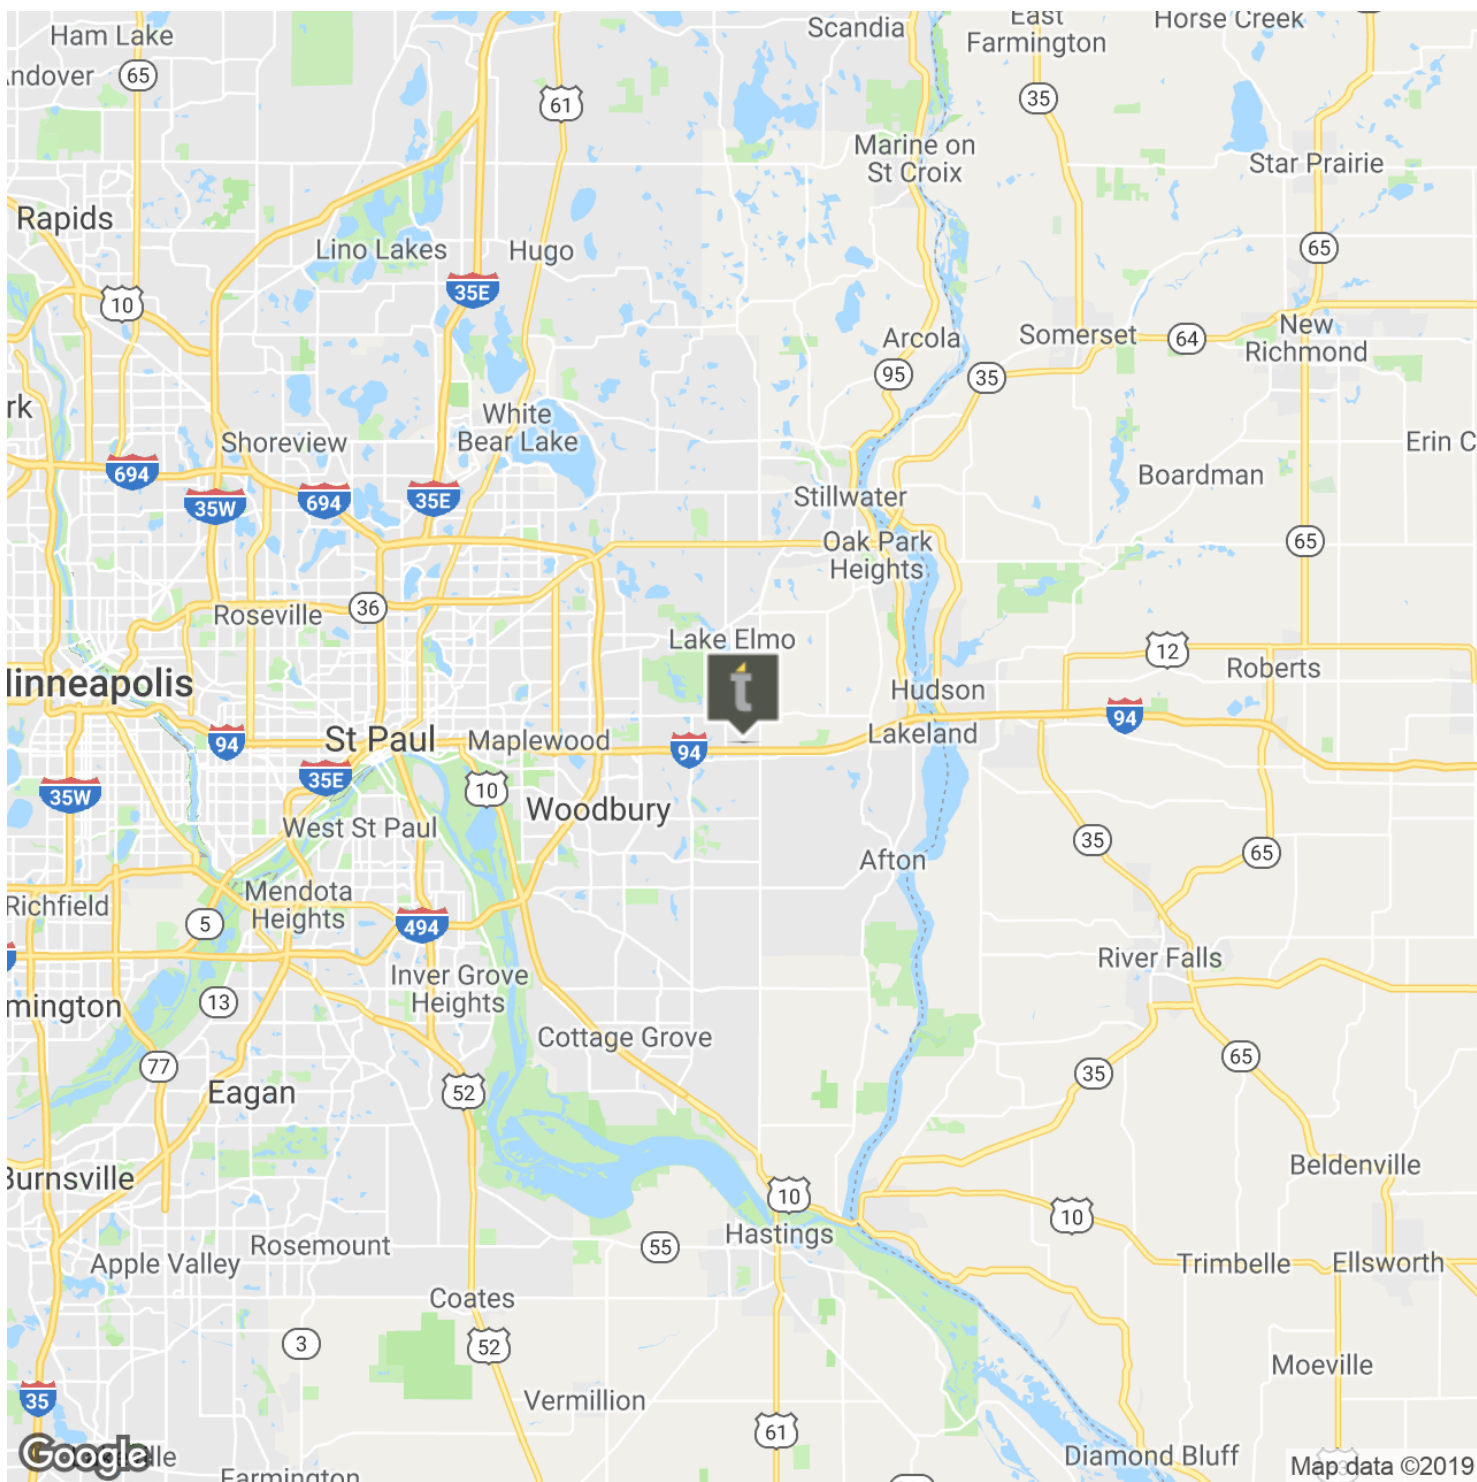 Scandia
East
Farmington
Horse Creek
Ham Lake
Andover
65
61
35
Marine on
St Croix
Star Prairie
Rapids
Lino Lakes
Hugo
65
35E
10
Arcola
Somerset
64
New
Richmond
95
35
rk
White
Bear Lake
Shoreview
Erin C
694
35W
694
35E
Stillwater
Boardman
Oak Park
Heights
65
Roseville
36
Lake Elmo
t
12
Roberts
linneapolis
Hudson
94
St Paul
Maplewood
94
Lakeland
94
35E
35W
10
Woodbury
West St Paul
35
65
Afton
Mendota
Heights
Richfield
5
494
Inver Grove
Heights
River Falls
mington
13
Cottage Grove
77
Eagan
52
35
65
Burnsville
Beldenville
10
10
Hastings
Rosemount
55
Apple Valley
Trimbelle
Ellsworth
Coates
3
52
Moeville
35
Vermillion
61
Google
Diamond Bluff
Map data ©2019
Farmington